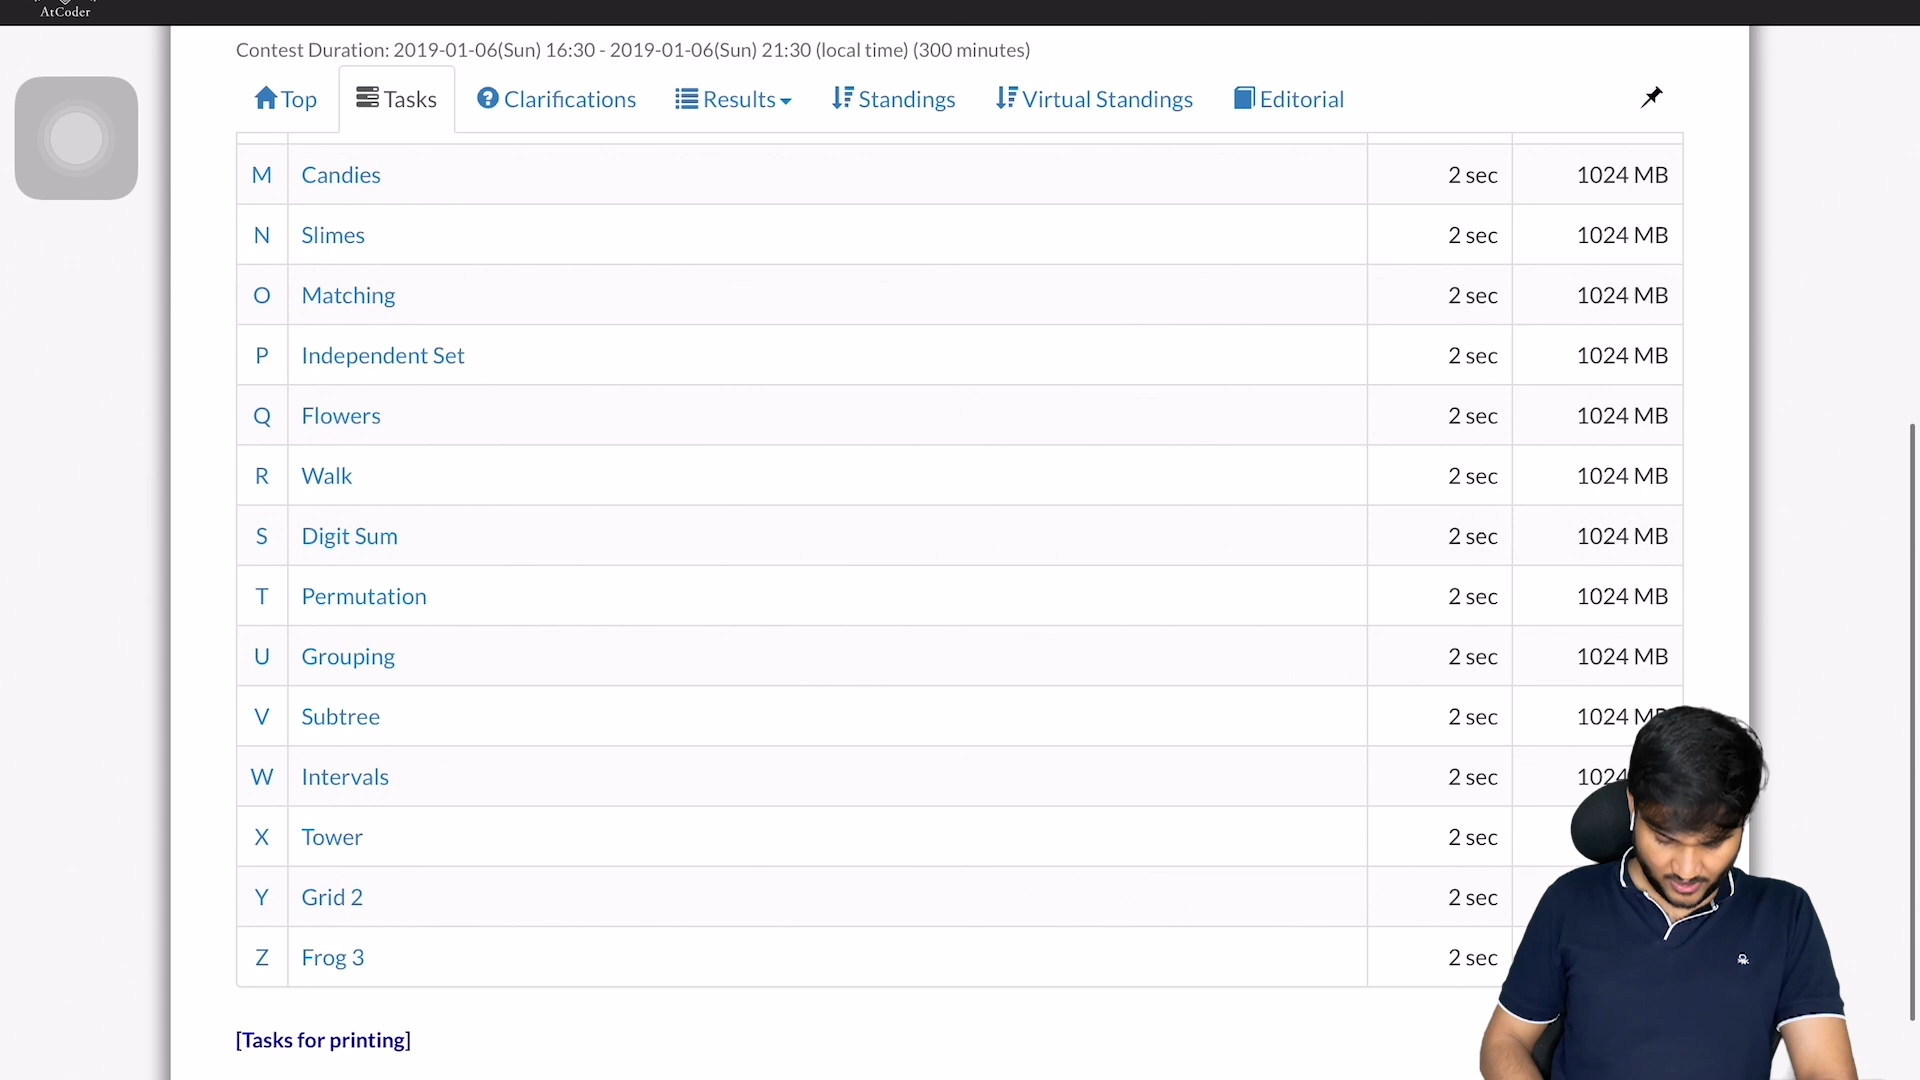 AtCoder
Contest Duration: 2019-01-06(Sun) 16:30 - 2019-01-06(Sun) 21:30 (local time) (300 minutes)
Top Tasks Clarifications Results Standings Virtual Standings Editorial
M Candies 2 sec 1024 MB
N Slimes 2 sec 1024 MB
O Matching 2 sec 1024 MB
P Independent Set 2 sec 1024 MB
Q Flowers 2 sec 1024 MB
R Walk 2 sec 1024 MB
S Digit Sum 2 sec 1024 MB
T Permutation 2 sec 1024 MB
U Grouping 2 sec 1024 MB
V Subtree 2 sec 1024 MB
W Intervals 2 sec 1024
X Tower 2 sec
Y Grid 2 2 sec
Z Frog 3 2 sec
[Tasks for printing]